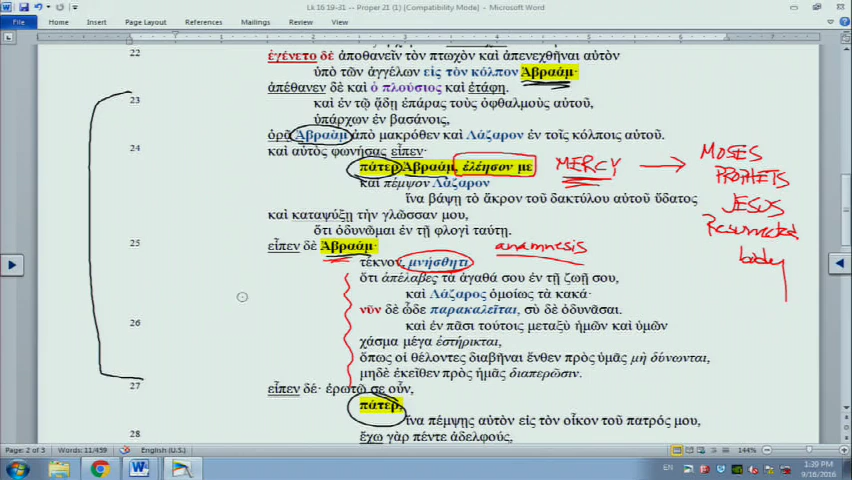 Lk 16 19-31 -- Proper 21 (1) (Compatibility Mode) - Microsoft Word
File Home Insert Page Layout References Mailings Review View
22
ἐγένετο δὲ ἀποθανεῖν τὸν πτωχὸν καὶ ἀπενεχθῆναι αὐτὸν
ὑπὸ τῶν ἀγγέλων εἰς τὸν κόλπον Ἀβραάμ·
ἀπέθανεν δὲ καὶ ὁ πλούσιος καὶ ἐτάφη.
23
καὶ ἐν τῷ ᾅδῃ ἐπάρας τοὺς ὀφθαλμοὺς αὐτοῦ,
ὑπάρχων ἐν βασάνοις,
ὁρᾷ Ἀβραὰμ ἀπὸ μακρόθεν καὶ Λάζαρον ἐν τοῖς κόλποις αὐτοῦ.
24
καὶ αὐτὸς φωνήσας εἶπεν·
πάτερ Ἀβραάμ, ἐλέησόν με MERCY → MOSES
PROPHETS
JESUS
Resurrected
body
καὶ πέμψον Λάζαρον
ἵνα βάψῃ τὸ ἄκρον τοῦ δακτύλου αὐτοῦ ὕδατος
καὶ καταψύξῃ τὴν γλῶσσαν μου,
ὅτι ὀδυνῶμαι ἐν τῇ φλογὶ ταύτῃ.
25
εἶπεν δὲ Ἀβραάμ· anamnesis
τέκνον, μνήσθητι
ὅτι ἀπέλαβες τὰ ἀγαθά σου ἐν τῇ ζωῇ σου,
καὶ Λάζαρος ὁμοίως τὰ κακά·
νῦν δὲ ὧδε παρακαλεῖται, σὺ δὲ ὀδυνᾶσαι.
26
καὶ ἐν πᾶσι τούτοις μεταξὺ ἡμῶν καὶ ὑμῶν
χάσμα μέγα ἐστήρικται,
ὅπως οἱ θέλοντες διαβῆναι ἔνθεν πρὸς ὑμᾶς μὴ δύνωνται,
μηδὲ ἐκεῖθεν πρὸς ἡμᾶς διαπερῶσιν.
27
εἶπεν δέ· ἐρωτῶ σε οὖν,
πάτερ,
ἵνα πέμψῃς αὐτὸν εἰς τὸν οἶκον τοῦ πατρός μου,
28
ἔχω γὰρ πέντε ἀδελφούς,
Page: 2 of 3 Words: 11/459 English (U.S.) 144%
EN 1:39 PM
9/16/2016